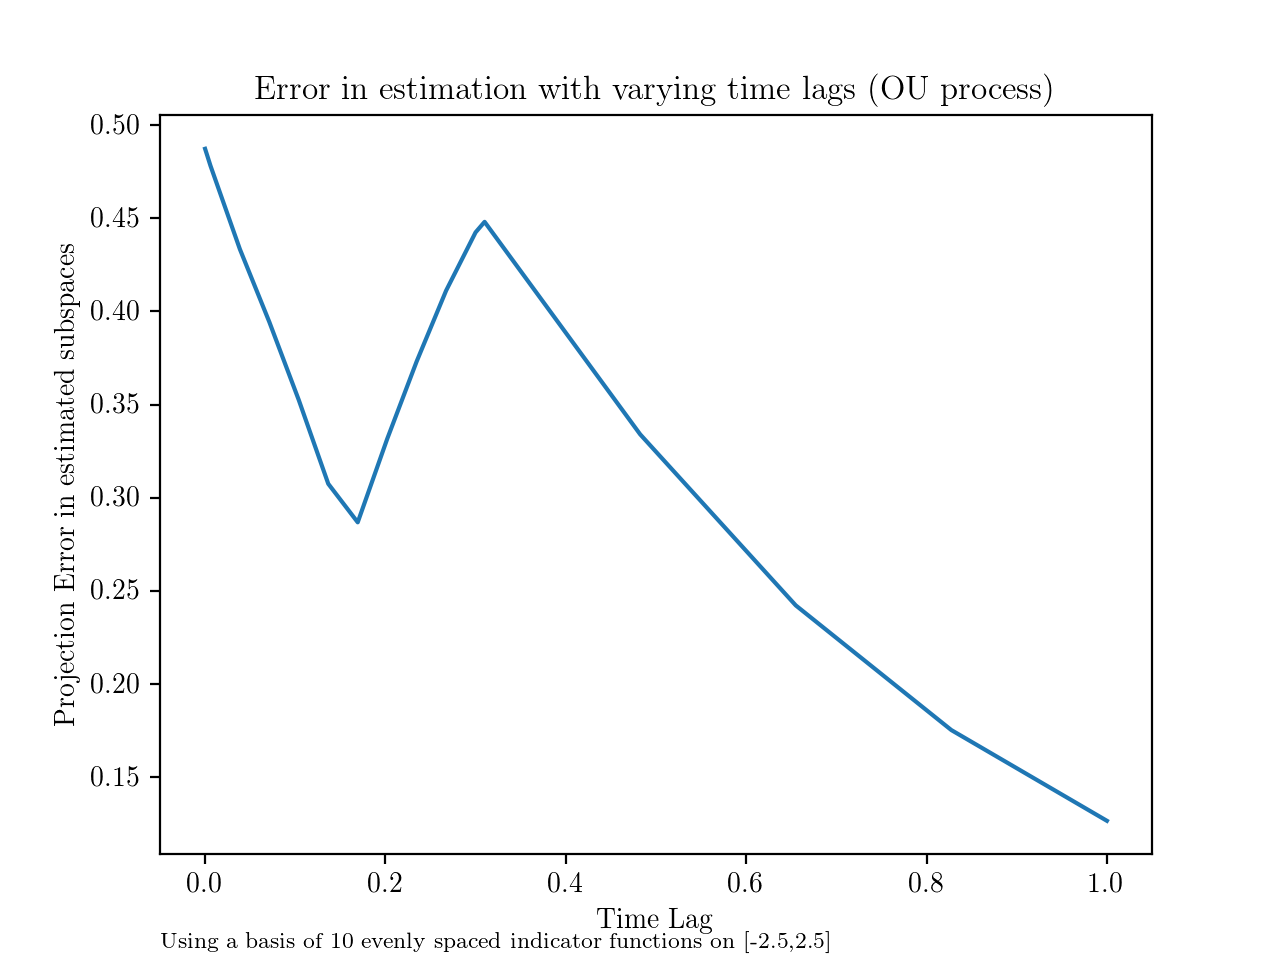 Error in estimation with varying time lags (OU process)
Projection Error in estimated subspaces
0.50
0.45
0.40
0.35
0.30
0.25
0.20
0.15
0.0 0.2 0.4 0.6 0.8 1.0
Time Lag
Using a basis of 10 evenly spaced indicator functions on [-2.5,2.5]